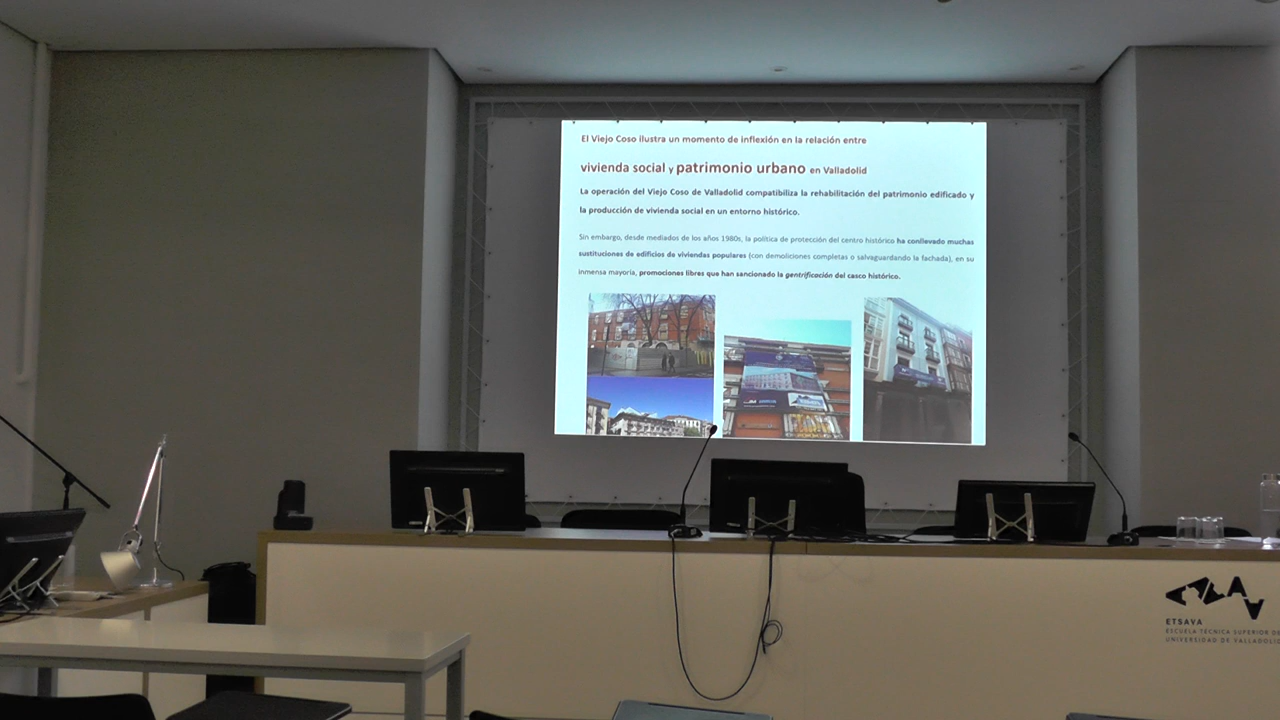 El Viejo Coso ilustra un momento de inflexión en la relación entre
vivienda social y patrimonio urbano en Valladolid
La operación del Viejo Coso de Valladolid compatibiliza la rehabilitación del patrimonio edificado y
la producción de vivienda social en un entorno histórico.
Sin embargo, desde mediados de los años 1980s, la política de protección del centro histórico ha conllevado muchas
sustituciones de edificios de viviendas populares (con demoliciones completas o salvaguardando la fachada), en su
inmensa mayoría, promociones libres que han sancionado la gentrificación del casco histórico.
ETSAVA
ESCUELA TÉCNICA SUPERIOR DE
UNIVERSIDAD DE VALLADOLID